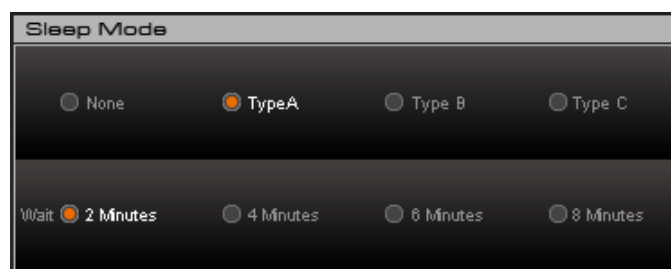 Sleep Mode
None TypeA Type B Type C
Wait 2 Minutes 4 Minutes 6 Minutes 8 Minutes